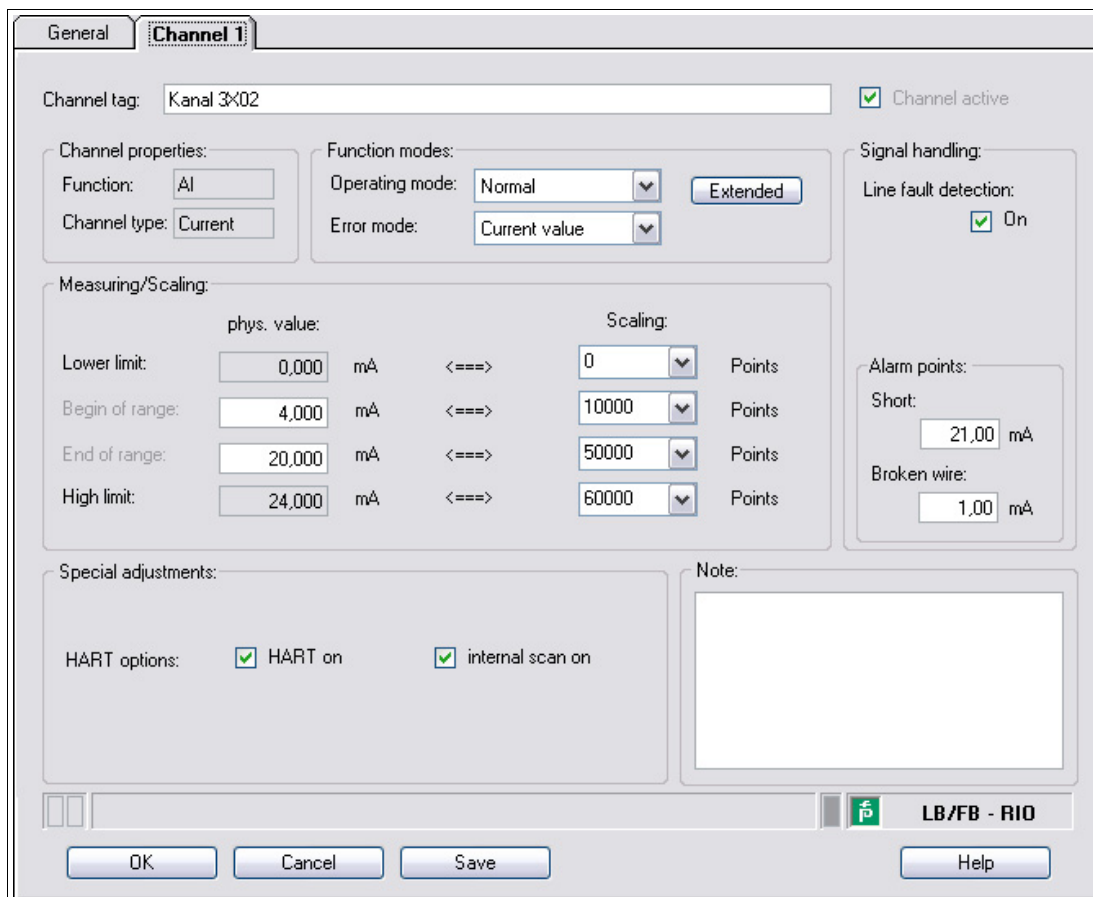 General
Channel 1
Channel tag: Kanal 3X02
Channel active
Channel properties:
Function: AI
Channel type: Current
Function modes:
Operating mode: Normal
Extended
Error mode: Current value
Signal handling:
Line fault detection:
On
Measuring/Scaling:
phys. value: Scaling:
Lower limit: 0,000 mA <===> 0 Points
Begin of range: 4,000 mA <===> 10000 Points
End of range: 20,000 mA <===> 50000 Points
High limit: 24,000 mA <===> 60000 Points
Alarm points:
Short:
21,00 mA
Broken wire:
1,00 mA
Special adjustments:
HART options: HART on internal scan on
Note:
LB/FB - RIO
OK Cancel Save Help